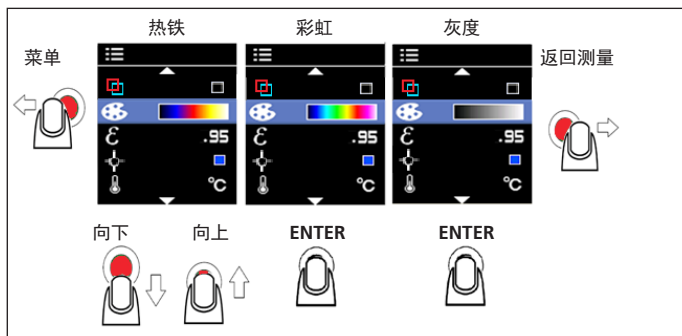 热铁 彩虹 灰度
菜单 返回测量
ε .95 ε .95 ε .95
°C °C °C
向下 向上 ENTER ENTER